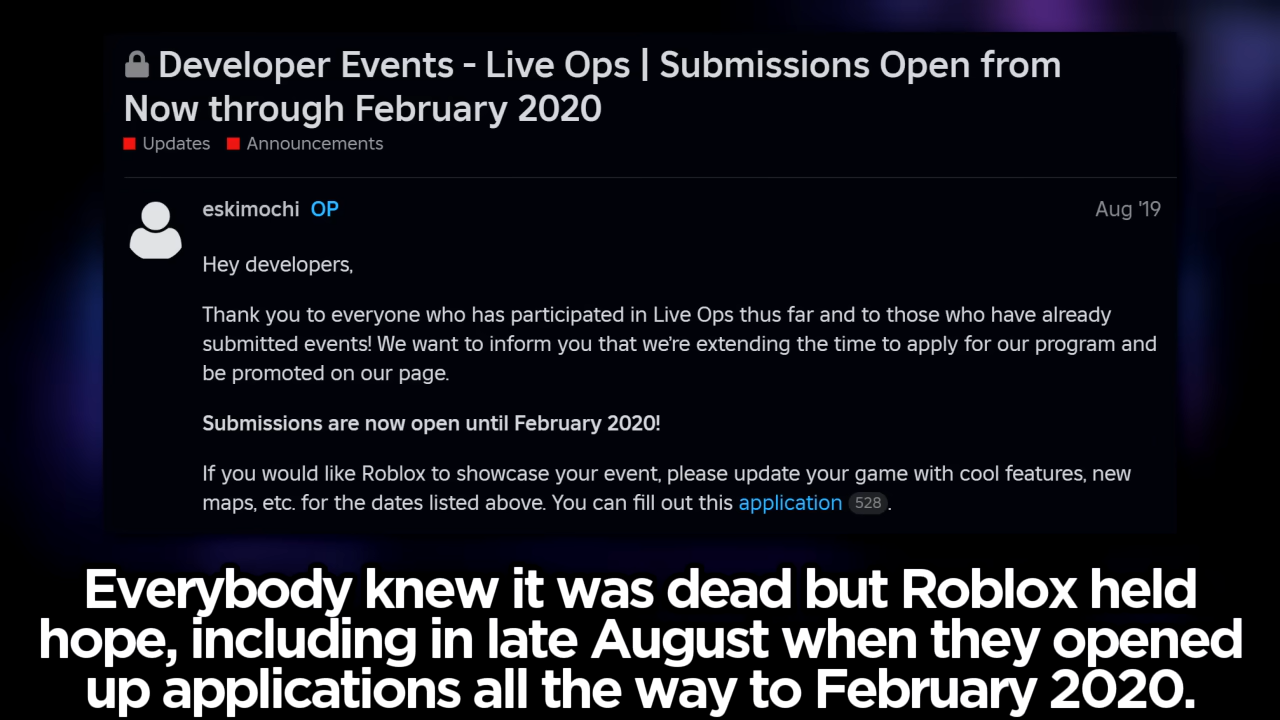 Developer Events - Live Ops | Submissions Open from
Now through February 2020
Updates Announcements
eskimochi OP Aug '19
Hey developers,
Thank you to everyone who has participated in Live Ops thus far and to those who have already
submitted events! We want to inform you that we're extending the time to apply for our program and
be promoted on our page.
Submissions are now open until February 2020!
If you would like Roblox to showcase your event, please update your game with cool features, new
maps, etc. for the dates listed above. You can fill out this application 528.
Everybody knew it was dead but Roblox held
hope, including in late August when they opened
up applications all the way to February 2020.